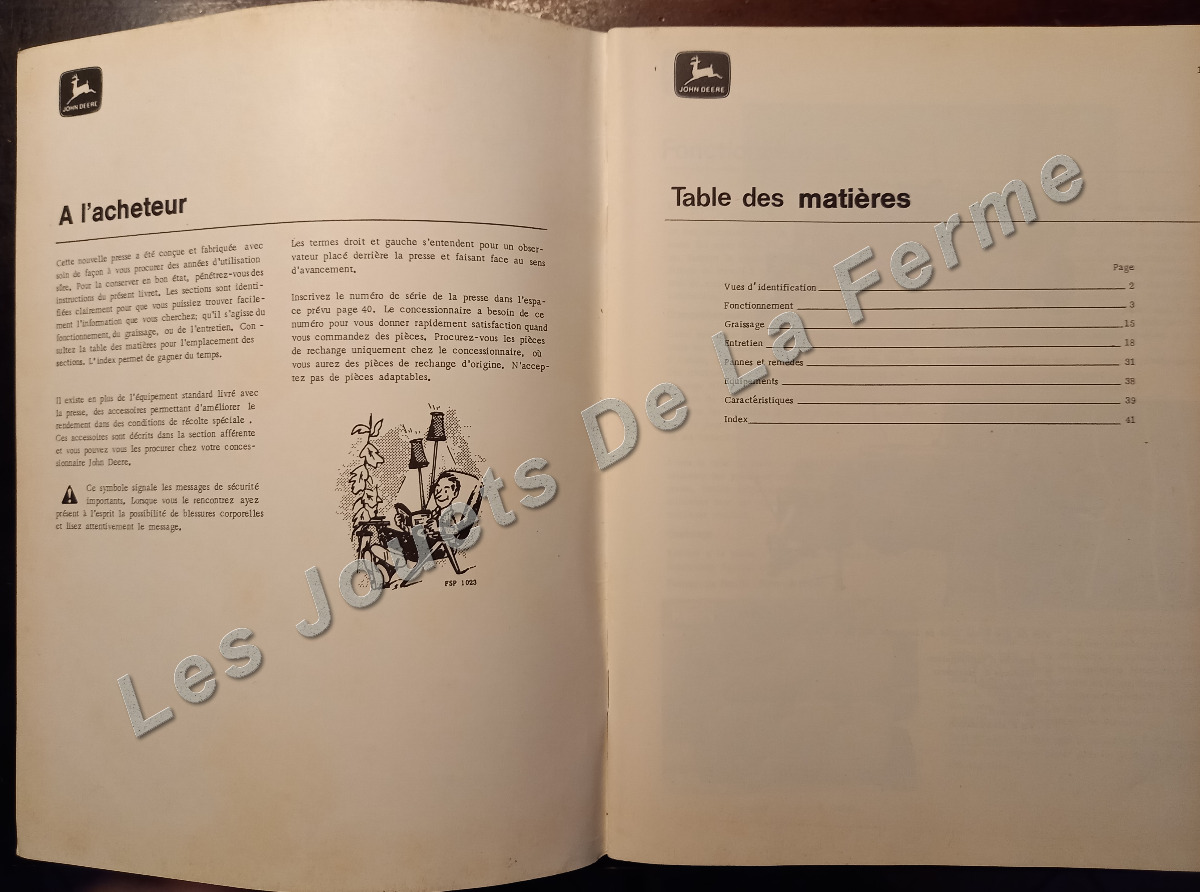 JOHN DEERE
A l'acheteur
Cette nouvelle presse a été conçue et fabriquée avec
soin de façon à vous procurer des années d'utilisation
sûre. Pour la conserver en bon état, pénétrez-vous des
instructions du présent livret. Les sections sont identi-
fiées clairement pour que vous puissiez trouver facile-
ment l'information que vous cherchez; qu'il s'agisse du
fonctionnement, du graissage, ou de l'entretien. Con -
sultez la table des matières pour l'emplacement des
sections. L'index permet de gagner du temps.
Il existe en plus de l'équipement standard livré avec
la presse, des accessoires permettant d'améliorer le
rendement dans des conditions de récolte spéciale .
Ces accessoires sont décrits dans la section afférente
et vous pouvez vous les procurer chez votre conces-
sionnaire John Deere.
Ce symbole signale les messages de sécurité
importants. Lorsque vous le rencontrez ayez
présent à l'esprit la possibilité de blessures corporelles
et lisez attentivement le message.
Les termes droit et gauche s'entendent pour un obser-
vateur placé derrière la presse et faisant face au sens
d'avancement.
Inscrivez le numéro de série de la presse dans l'espa-
ce prévu page 40. Le concessionnaire a besoin de ce
numéro pour vous donner rapidement satisfaction quand
vous commandez des pièces. Procurez-vous les pièces
de rechange uniquement chez le concessionnaire, où
vous aurez des pièces de rechange d'origine. N'accep-
tez pas de pièces adaptables.
FSP 1023
JOHN DEERE
1
Table des matières
Page
Vues d'identification 2
Fonctionnement 3
Graissage 15
Entretien 18
Pannes et remèdes 31
Equipements 38
Caractéristiques 39
Index 41
Les Jouets De La Ferme